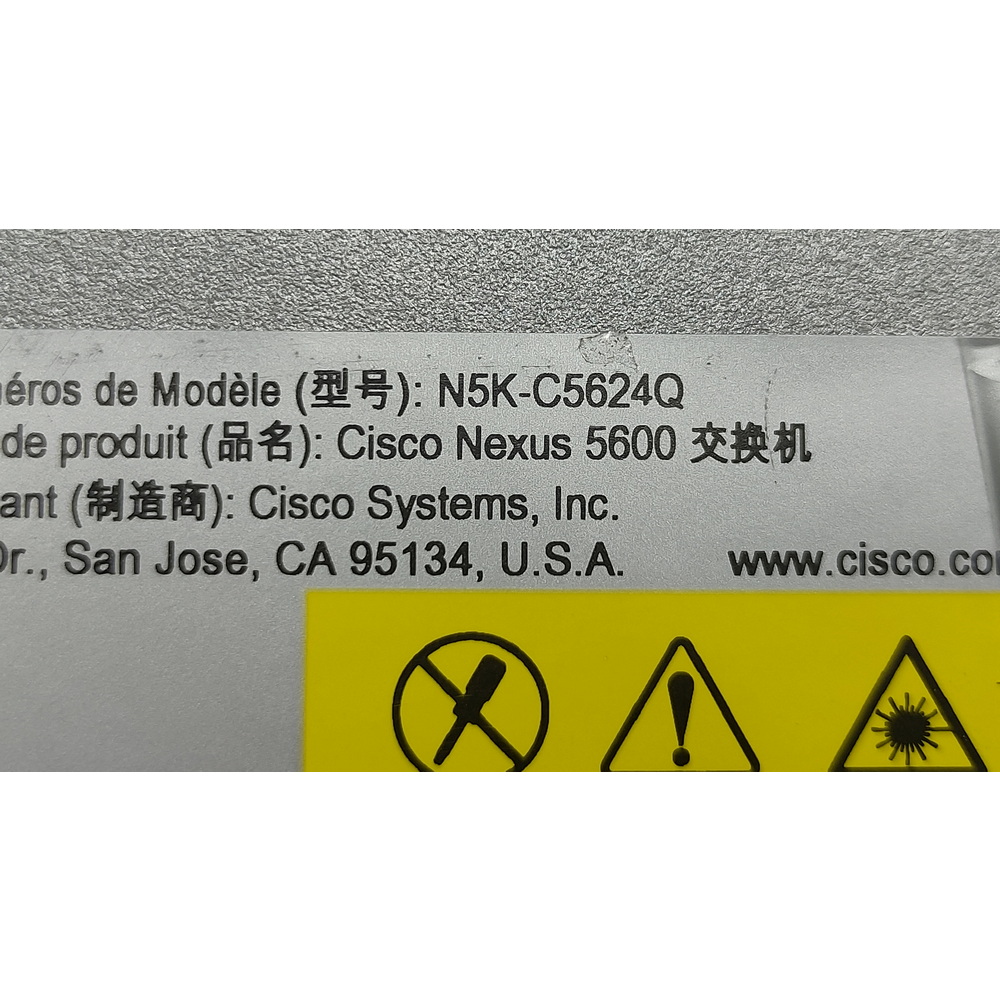 éros de Modèle (型号): N5K-C5624Q
de produit (品名): Cisco Nexus 5600 交换机
ant (制造商): Cisco Systems, Inc.
Dr., San Jose, CA 95134, U.S.A. www.cisco.co